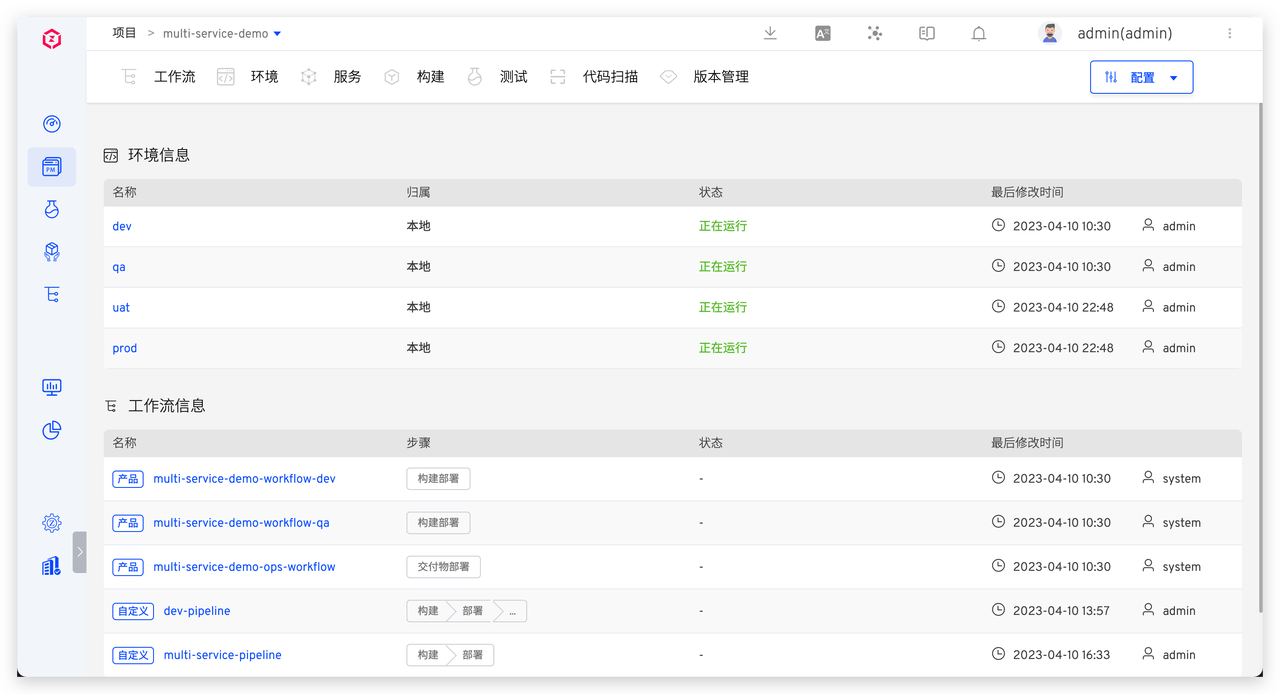 项目 > multi-service-demo admin(admin)
工作流 环境 服务 构建 测试 代码扫描 版本管理 配置
PM
环境信息
名称 归属 状态 最后修改时间
dev 本地 正在运行 2023-04-10 10:30 admin
qa 本地 正在运行 2023-04-10 10:30 admin
uat 本地 正在运行 2023-04-10 22:48 admin
prod 本地 正在运行 2023-04-10 22:48 admin
工作流信息
名称 步骤 状态 最后修改时间
产品 multi-service-demo-workflow-dev 构建部署 - 2023-04-10 10:30 system
产品 multi-service-demo-workflow-qa 构建部署 - 2023-04-10 10:30 system
产品 multi-service-demo-ops-workflow 交付物部署 - 2023-04-10 10:30 system
自定义 dev-pipeline 构建 部署 ... - 2023-04-10 13:57 admin
自定义 multi-service-pipeline 构建 部署 - 2023-04-10 16:33 admin